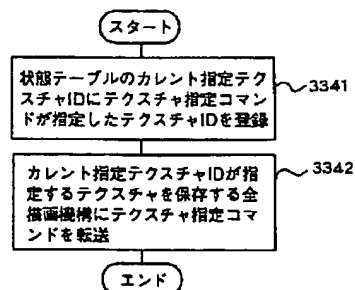 スタート
状態テーブルのカレント指定テク
スチャIDにテクスチャ指定コマン
ドが指定したテクスチャIDを登録
3341
カレント指定テクスチャIDが指
定するテクスチャを保存する全
描画機構にテクスチャ指定コマ
ンドを転送
3342
エンド